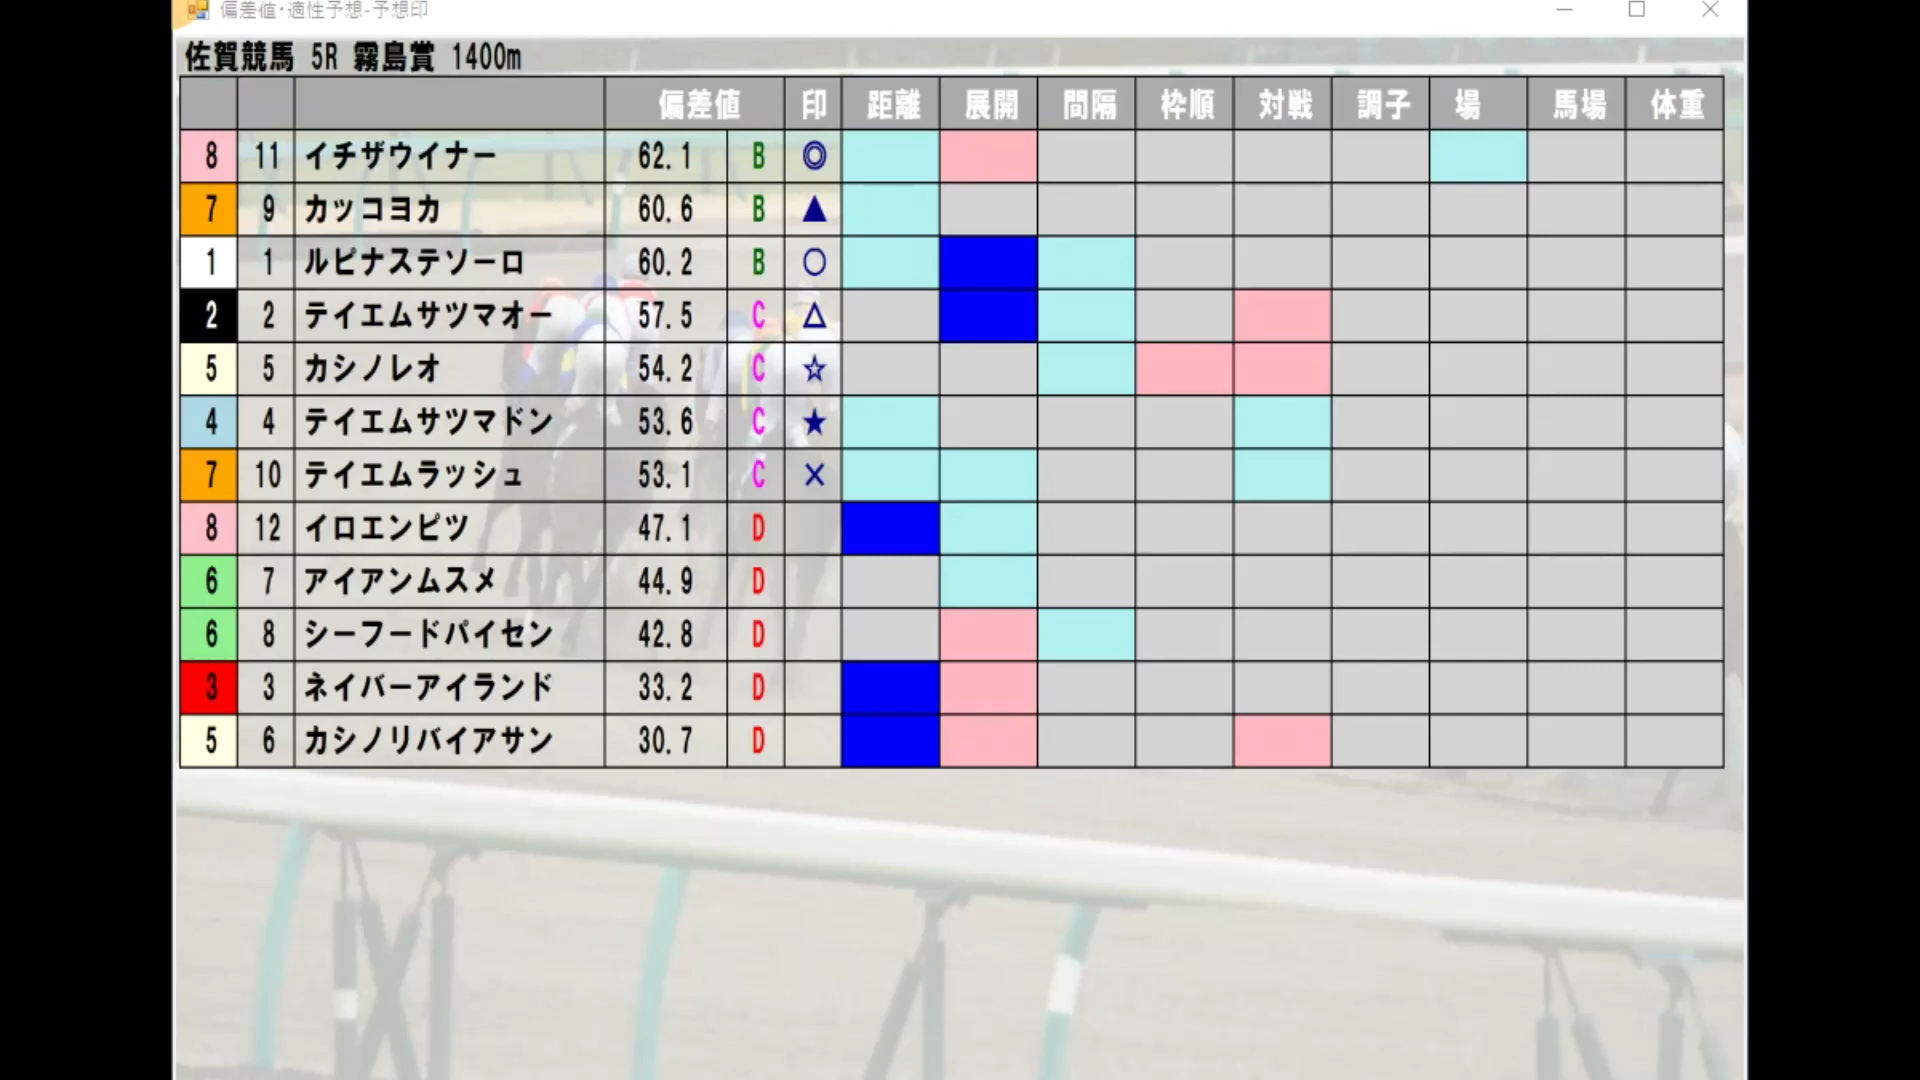 偏差値・適性予想-予想印
佐賀競馬 5R 霧島賞 1400m
偏差値 印 距離 展開 間隔 枠順 対戦 調子 場 馬場 体重
8 11 イチザウイナー 62.1 B ◎
7 9 カッコヨカ 60.6 B ▲
1 1 ルピナステソーロ 60.2 B ○
2 2 テイエムサツマオー 57.5 C △
5 5 カシノレオ 54.2 C ☆
4 4 テイエムサツマドン 53.6 C ★
7 10 テイエムラッシュ 53.1 C ×
8 12 イロエンピツ 47.1 D
6 7 アイアンムスメ 44.9 D
6 8 シーフードパイセン 42.8 D
3 3 ネイバーアイランド 33.2 D
5 6 カシノリバイアサン 30.7 D